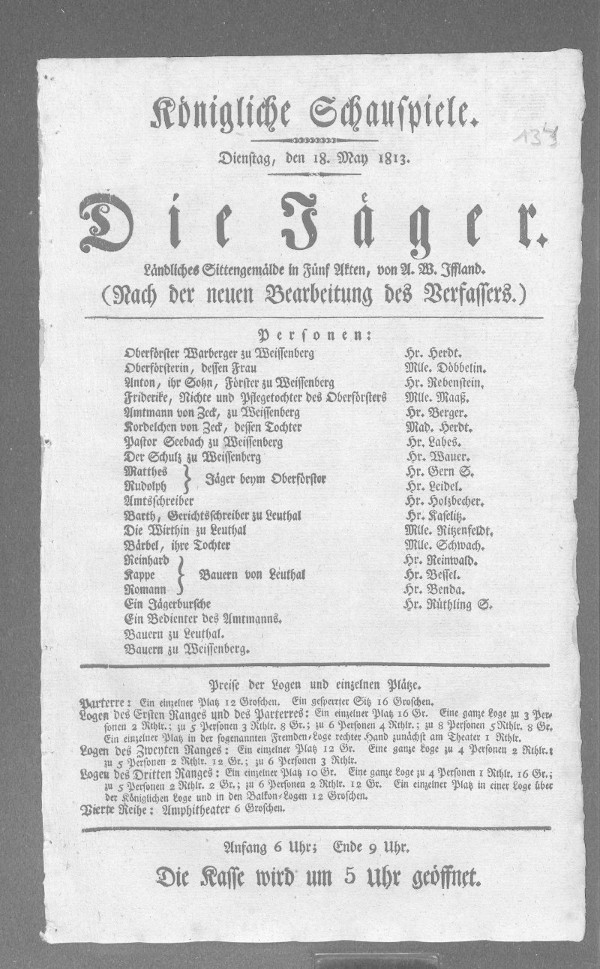 Königliche Schauspiele.
134
Dienstag, den 18. May 1813.
Die Jäger.
Ländliches Sittengemälde in Fünf Akten, von A. W. Iffland.
(Nach der neuen Bearbeitung des Verfassers.)
Personen:
Oberförster Warberger zu Weissenberg Hr. Herdt.
Oberförsterin, dessen Frau Mlle. Döbbelin.
Anton, ihr Sohn, Förster zu Weissenberg Hr. Rebenstein.
Friderike, Nichte und Pflegetochter des Oberförsters Mlle. Maaß.
Amtmann von Zeck, zu Weissenberg Hr. Berger.
Kordelchen von Zeck, dessen Tochter Mad. Herdt.
Pastor Seebach zu Weissenberg Hr. Labes.
Der Schulz zu Weissenberg Hr. Wauer.
Matthes } Jäger beym Oberförster Hr. Gern S.
Rudolph } Hr. Leidel.
Amtsschreiber Hr. Holzbecher.
Barth, Gerichtsschreiber zu Leuthal Hr. Kaselitz.
Die Wirthin zu Leuthal Mlle. Ritzenfeldt.
Bärbel, ihre Tochter Mlle. Schwach.
Reinhard } Hr. Reinwald.
Kappe } Bauern von Leuthal Hr. Bessel.
Romann } Hr. Benda.
Ein Jägerbursche Hr. Rüthling S.
Ein Bedienter des Amtmanns.
Bauern zu Leuthal.
Bauern zu Weissenberg.
Preise der Logen und einzelnen Plätze.
Parterre: Ein einzelner Platz 12 Groschen. Ein gesperrter Sitz 16 Groschen.
Logen des Ersten Ranges und des Parterres: Ein einzelner Platz 16 Gr. Eine ganze Loge zu 3 Per-
sonen 2 Rthlr.; zu 5 Personen 3 Rthlr. 8 Gr.; zu 6 Personen 4 Rthlr.; zu 8 Personen 5 Rthlr. 8 Gr.
Ein einzelner Platz in der sogenannten Fremden-Loge rechter Hand zunächst am Theater 1 Rthlr.
Logen des Zweyten Ranges: Ein einzelner Platz 12 Gr. Eine ganze Loge zu 4 Personen 2 Rthlr.;
zu 5 Personen 2 Rthlr. 12 Gr.; zu 6 Personen 3 Rthlr.
Logen des Dritten Ranges: Ein einzelner Platz 10 Gr. Eine ganze Loge zu 4 Personen 1 Rthlr. 16 Gr.;
zu 5 Personen 2 Rthlr. 2 Gr.; zu 6 Personen 2 Rthlr. 12 Gr. Ein einzelner Platz in einer Loge über
der Königlichen Loge und in den Balkon-Logen 12 Groschen.
Vierte Reihe: Amphitheater 6 Groschen.
Anfang 6 Uhr; Ende 9 Uhr.
Die Kasse wird um 5 Uhr geöffnet.